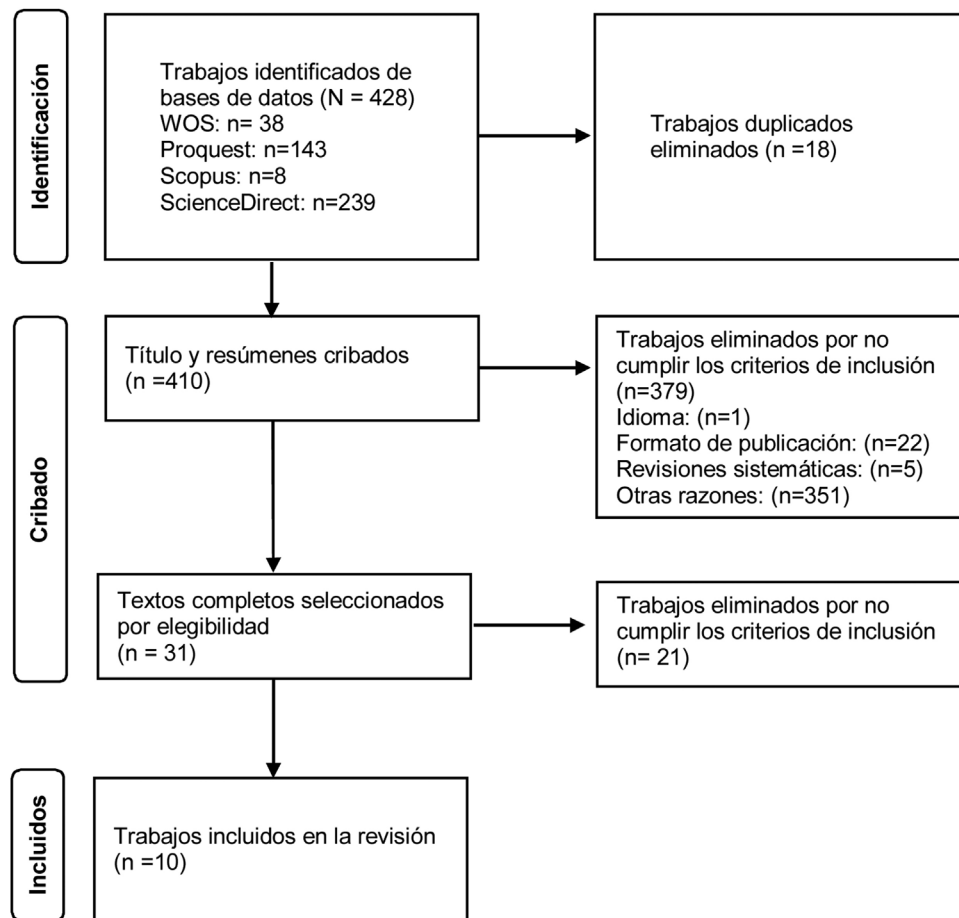 Identificación
Trabajos identificados de
bases de datos (N = 428)
WOS: n= 38
Proquest: n=143
Scopus: n=8
ScienceDirect: n=239
Trabajos duplicados
eliminados (n =18)
Cribado
Título y resúmenes cribados
(n =410)
Trabajos eliminados por no
cumplir los criterios de inclusión
(n=379)
Idioma: (n=1)
Formato de publicación: (n=22)
Revisiones sistemáticas: (n=5)
Otras razones: (n=351)
Textos completos seleccionados
por elegibilidad
(n = 31)
Trabajos eliminados por no
cumplir los criterios de inclusión
(n= 21)
Incluidos
Trabajos incluidos en la revisión
(n =10)